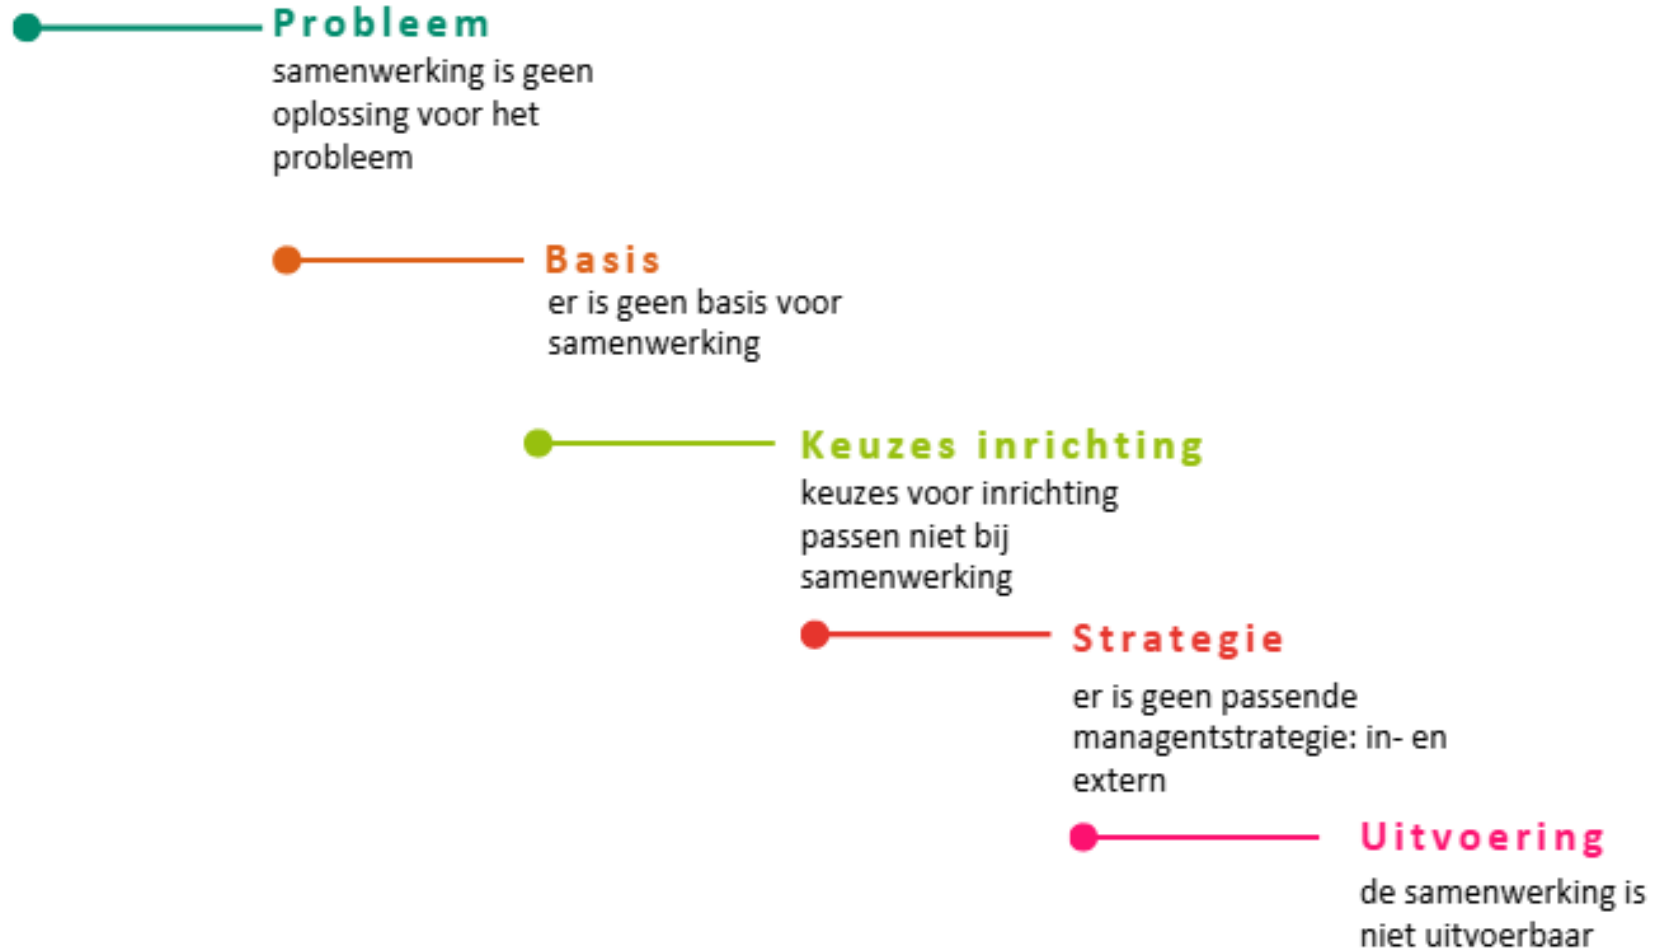 Probleem
samenwerking is geen
oplossing voor het
probleem
Basis
er is geen basis voor
samenwerking
Keuzes inrichting
keuzes voor inrichting
passen niet bij
samenwerking
Strategie
er is geen passende
managentstrategie: in- en
extern
Uitvoering
de samenwerking is
niet uitvoerbaar